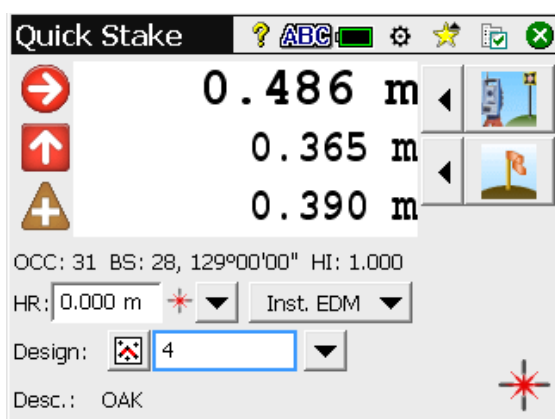 Quick Stake ? ABC
0.486 m
0.365 m
0.390 m
OCC: 31 BS: 28, 129°00'00" HI: 1.000
HR: 0.000 m Inst. EDM
Design: 4
Desc.: OAK